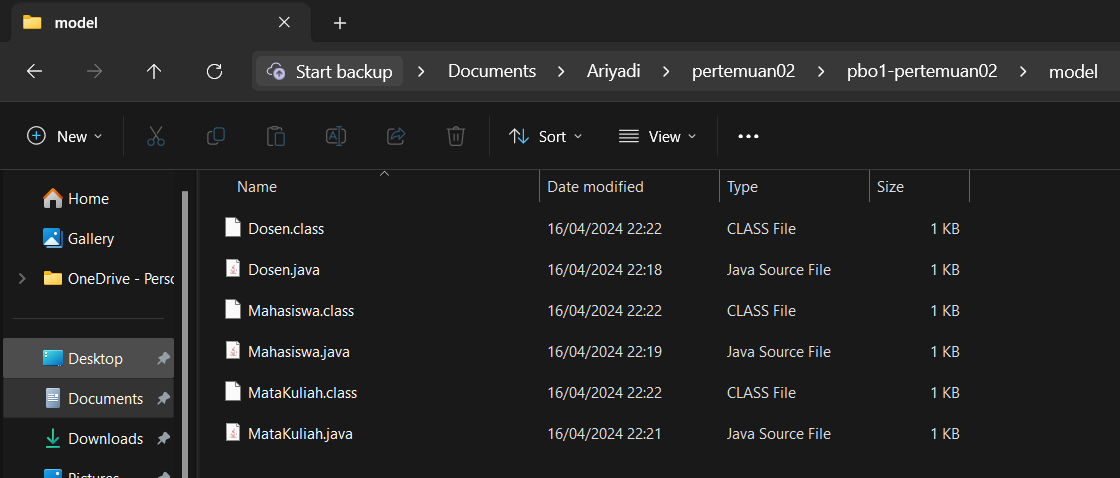 model
Start backup > Documents > Ariyadi > pertemuan02 > pbo1-pertemuan02 > model
New Sort View
Name Date modified Type Size
Home
Gallery
OneDrive - Perso
Desktop
Documents
Downloads
Pictures
Dosen.class 16/04/2024 22:22 CLASS File 1 KB
Dosen.java 16/04/2024 22:18 Java Source File 1 KB
Mahasiswa.class 16/04/2024 22:22 CLASS File 1 KB
Mahasiswa.java 16/04/2024 22:19 Java Source File 1 KB
MataKuliah.class 16/04/2024 22:22 CLASS File 1 KB
MataKuliah.java 16/04/2024 22:21 Java Source File 1 KB